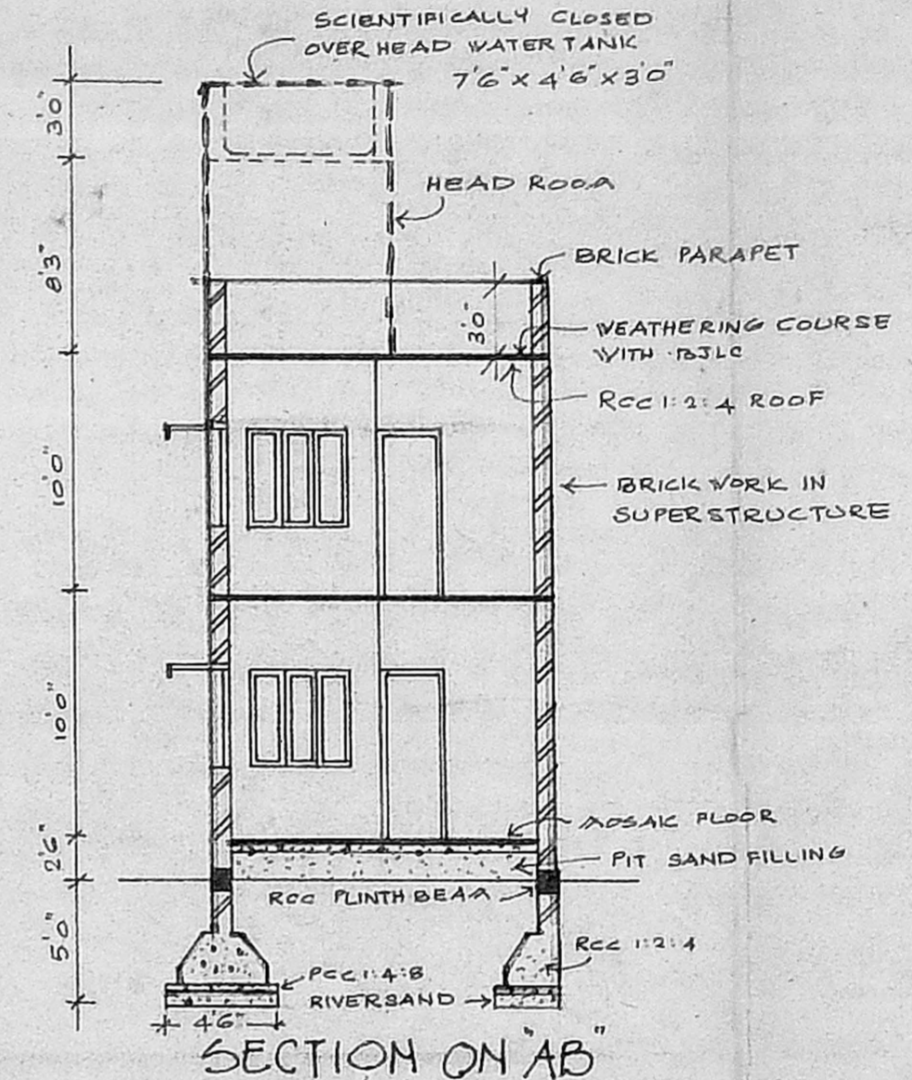 SCIENTIFICALLY CLOSED
OVER HEAD WATER TANK
7'6" X 4'6" X 3'0"
3'0"
HEAD ROOM
8'3"
BRICK PARAPET
3'0"
WEATHERING COURSE
WITH BJLC
RCC 1:2:4 ROOF
10'0"
BRICK WORK IN
SUPERSTRUCTURE
10'0"
MOSAIC FLOOR
2'6"
PIT SAND FILLING
RCC PLINTH BEAM
5'0"
RCC 1:2:4
PCC 1:4:8
RIVERSAND
4'6"
SECTION ON "AB"